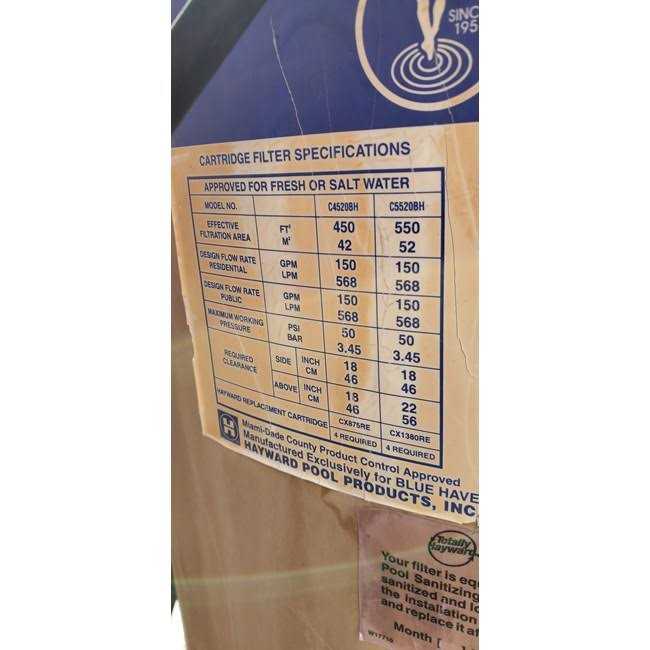 SINC
195
CARTRIDGE FILTER SPECIFICATIONS
APPROVED FOR FRESH OR SALT WATER
MODEL NO. C4520BH C5520BH
EFFECTIVE FILTRATION AREA FT² 450 550
M² 42 52
DESIGN FLOW RATE RESIDENTIAL GPM 150 150
LPM 568 568
DESIGN FLOW RATE PUBLIC GPM 150 150
LPM 568 568
MAXIMUM WORKING PRESSURE PSI 50 50
BAR 3.45 3.45
REQUIRED CLEARANCE SIDE INCH 18 18
CM 46 46
ABOVE INCH 18 22
CM 46 56
HAYWARD REPLACEMENT CARTRIDGE CX875RE CX1380RE
4 REQUIRED 4 REQUIRED
Miami-Dade County Product Control Approved
Manufactured Exclusively for BLUE HAVE
HAYWARD POOL PRODUCTS, INC
Totally
Hayward
Your filter is eq
Pool Sanitizing
sanitized and lo
the installation
and replace it af
Month [